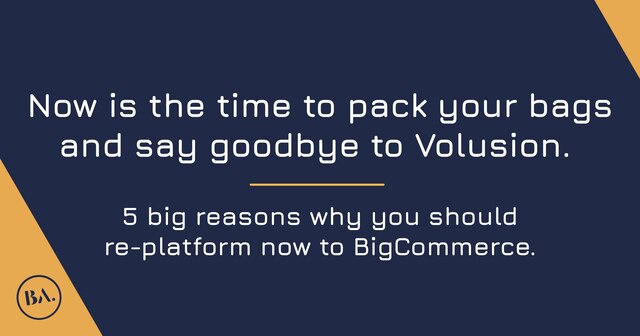 Now is the time to pack your bags
and say goodbye to Volusion.
5 big reasons why you should
re-platform now to BigCommerce.
BA.